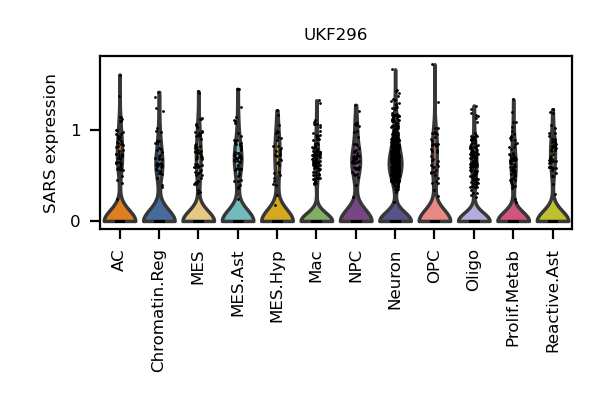 UKF296
SARS expression
1
0
AC
Chromatin.Reg
MES
MES.Ast
MES.Hyp
Mac
NPC
Neuron
OPC
Oligo
Prolif.Metab
Reactive.Ast